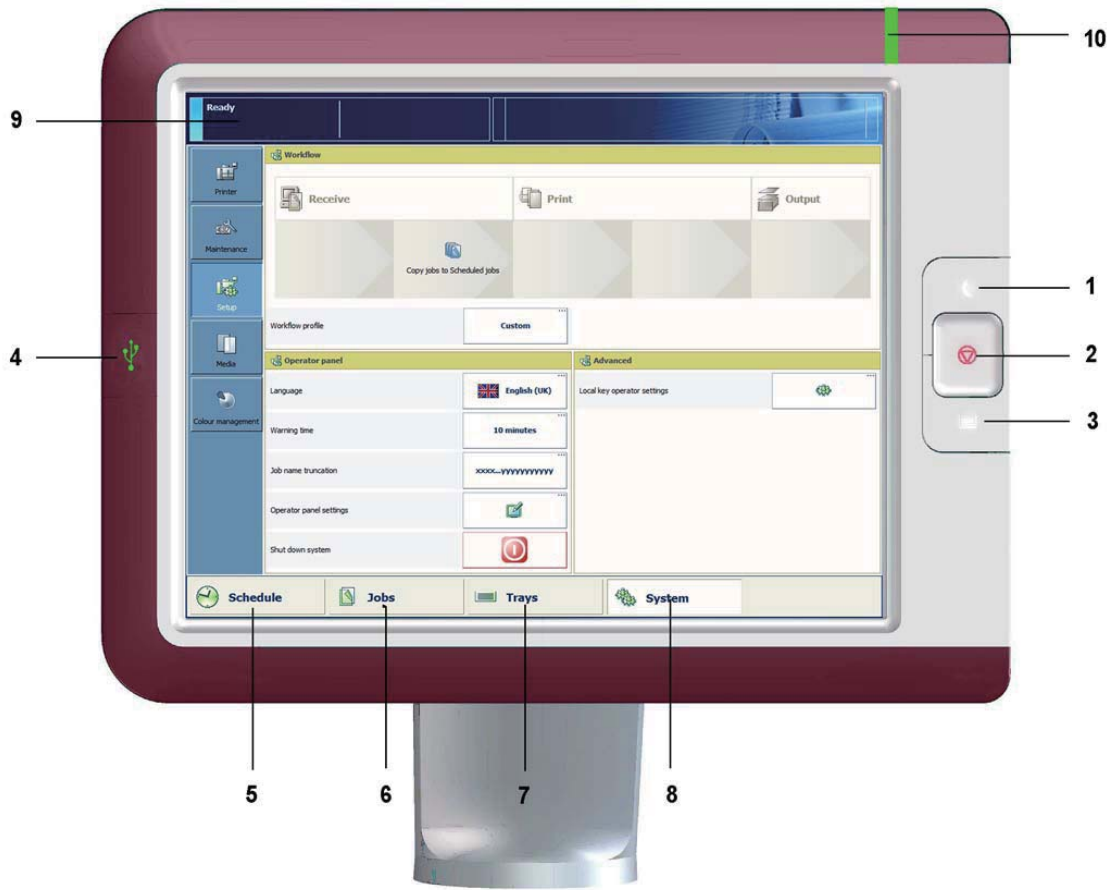 10
Ready
9
Workflow
Printer
Receive
Print
Output
Maintenance
Copy jobs to Scheduled jobs
Setup
1
Workflow profile
Custom
Media
Operator panel
Advanced
4
2
Language
English (UK)
Local key operator settings
Colour management
3
Warning time
10 minutes
Job name truncation
xxxx...yyyyyyyyyyy
Operator panel settings
Shut down system
Schedule
Jobs
Trays
System
5
6
7
8